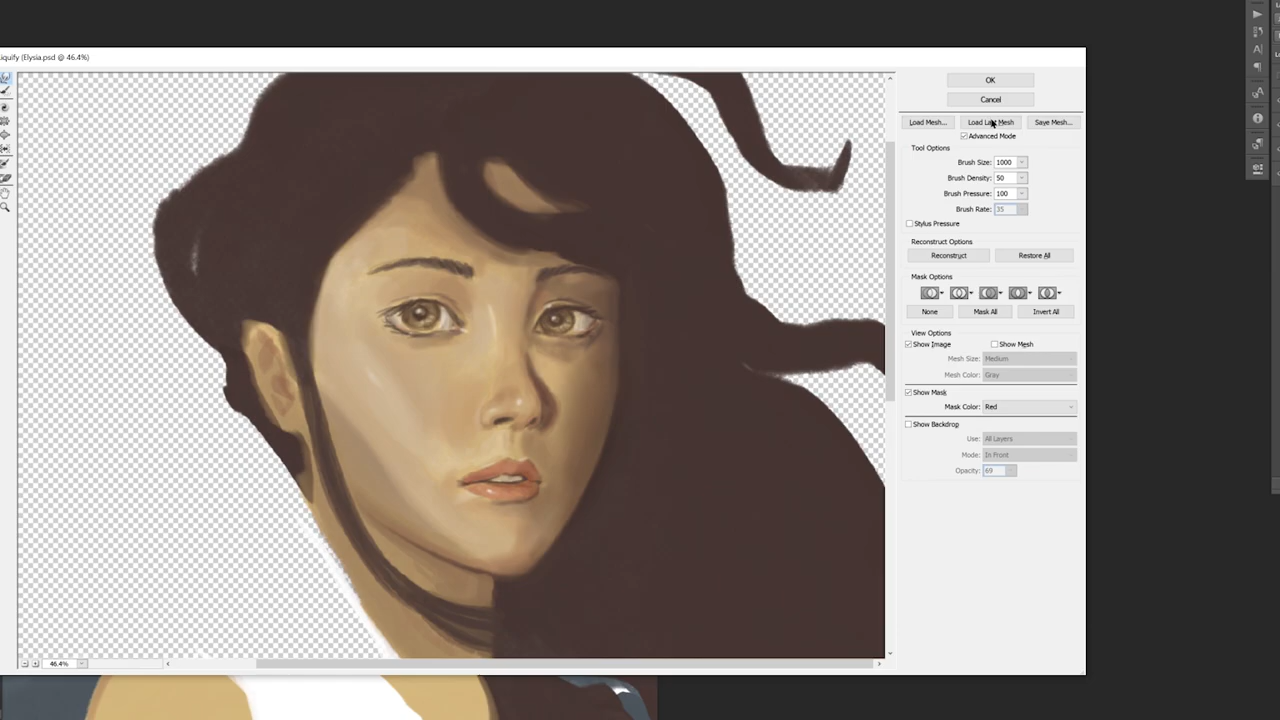 iquify (Elysia.psd @ 46.4%)
OK
Cancel
Load Mesh... Load Last Mesh Save Mesh...
Advanced Mode
Tool Options
Brush Size: 1000
Brush Density: 50
Brush Pressure: 100
Brush Rate: 35
Stylus Pressure
Reconstruct Options
Reconstruct Restore All
Mask Options
None Mask All Invert All
View Options
Show Image Show Mesh
Mesh Size: Medium
Mesh Color: Gray
Show Mask
Mask Color: Red
Show Backdrop
Use: All Layers
Mode: In Front
Opacity: 69
46.4%